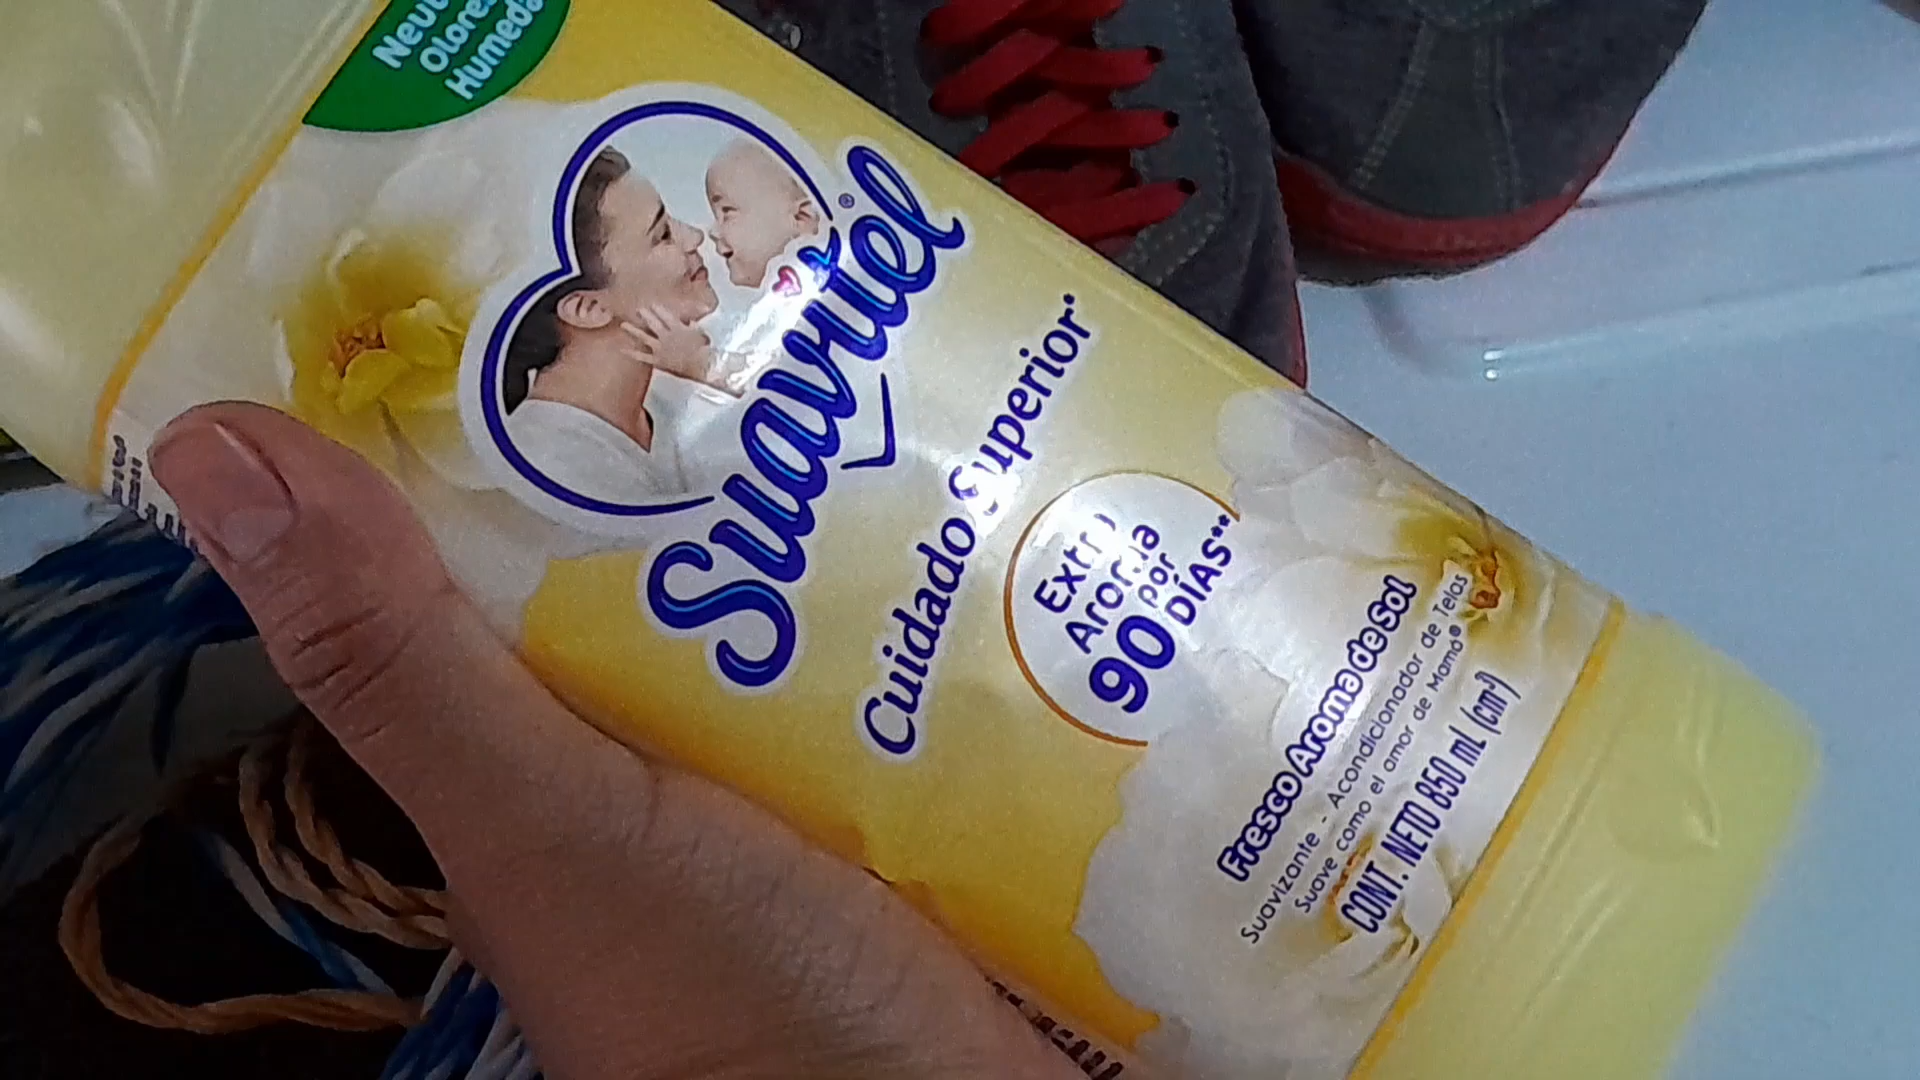 Olores
Suavitel®
Cuidado Superior*
Extra
Aroma
por
90 DÍAS**
Fresco Aroma de Sol
Suavizante - Acondicionador de Telas
Suave como el amor de Mamá®
CONT. NETO 850 mL (cm³)